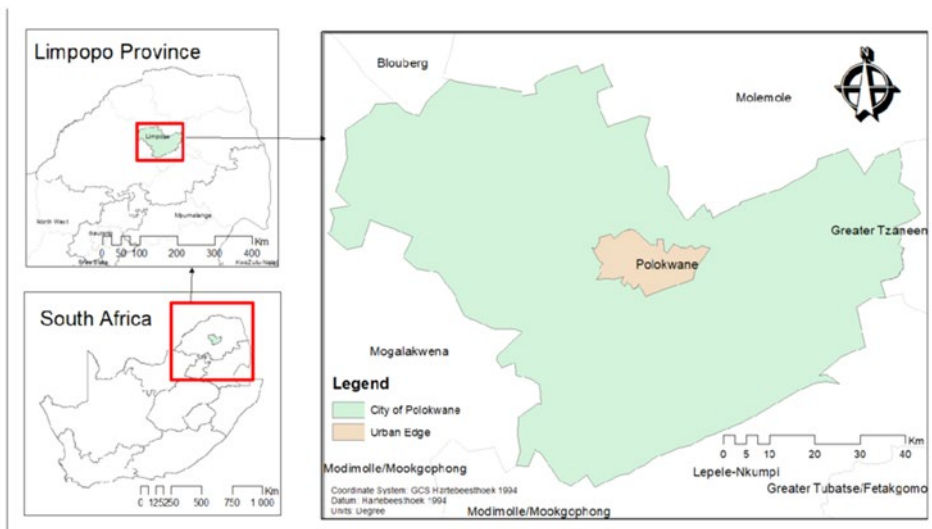 Limpopo Province
Limpopo
North West
Mpumalanga
Gauteng
Km
0 50 100 200 300 400
Free State
KwaZulu-Natal
South Africa
Km
0 125250 500 750 1 000
Blouberg
N
Molemole
Greater Tzaneen
Polokwane
Mogalakwena
Legend
City of Polokwane
Urban Edge
Km
0 5 10 20 30 40
Lepele-Nkumpi
Modimolle/Mookgophong
Greater Tubatse/Fetakgomo
Coordinate System: GCS Hartebeesthoek 1994
Datum: Hartebeesthoek 1994
Units: Degree
Modimolle/Mookgophong